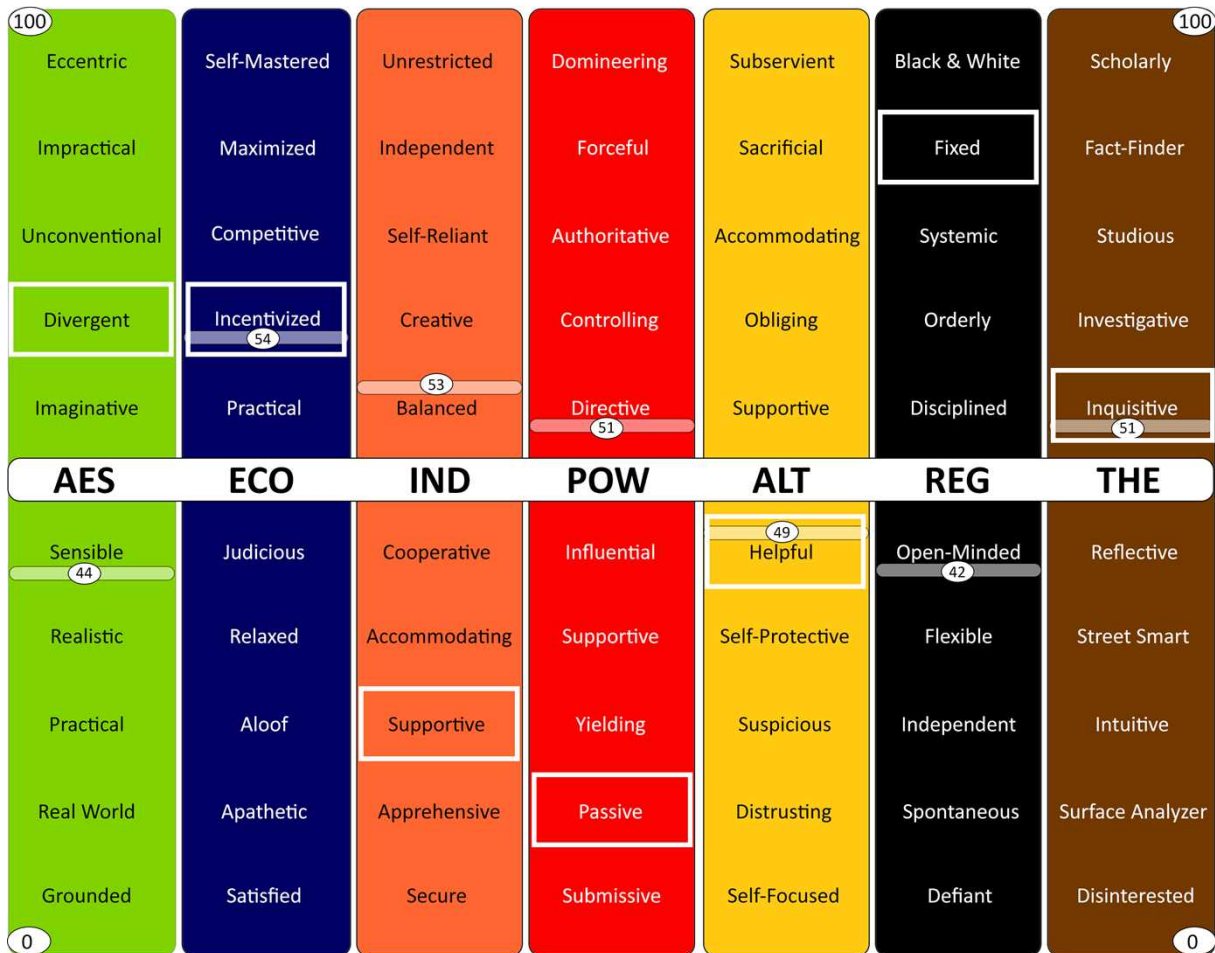 100 100
Eccentric Self-Mastered Unrestricted Domineering Subservient Black & White Scholarly
Impractical Maximized Independent Forceful Sacrificial Fixed Fact-Finder
Unconventional Competitive Self-Reliant Authoritative Accommodating Systemic Studious
Divergent Incentivized Creative Controlling Obliging Orderly Investigative
54
53
Imaginative Practical Balanced Directive Supportive Disciplined Inquisitive
51 51
AES ECO IND POW ALT REG THE
49
Sensible Judicious Cooperative Influential Helpful Open-Minded Reflective
44 42
Realistic Relaxed Accommodating Supportive Self-Protective Flexible Street Smart
Practical Aloof Supportive Yielding Suspicious Independent Intuitive
Real World Apathetic Apprehensive Passive Distrusting Spontaneous Surface Analyzer
Grounded Satisfied Secure Submissive Self-Focused Defiant Disinterested
0 0